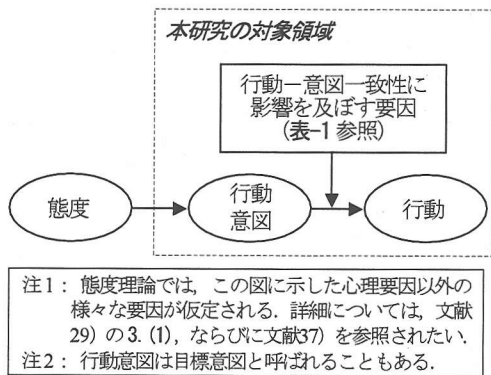 本研究の対象領域
行動－意図一致性に
影響を及ぼす要因
(表-1 参照)
態度
行動
意図
行動
注1： 態度理論では，この図に示した心理要因以外の
様々な要因が仮定される．詳細については，文献
29）の3. (1)，ならびに文献37）を参照されたい．
注2： 行動意図は目標意図と呼ばれることもある．